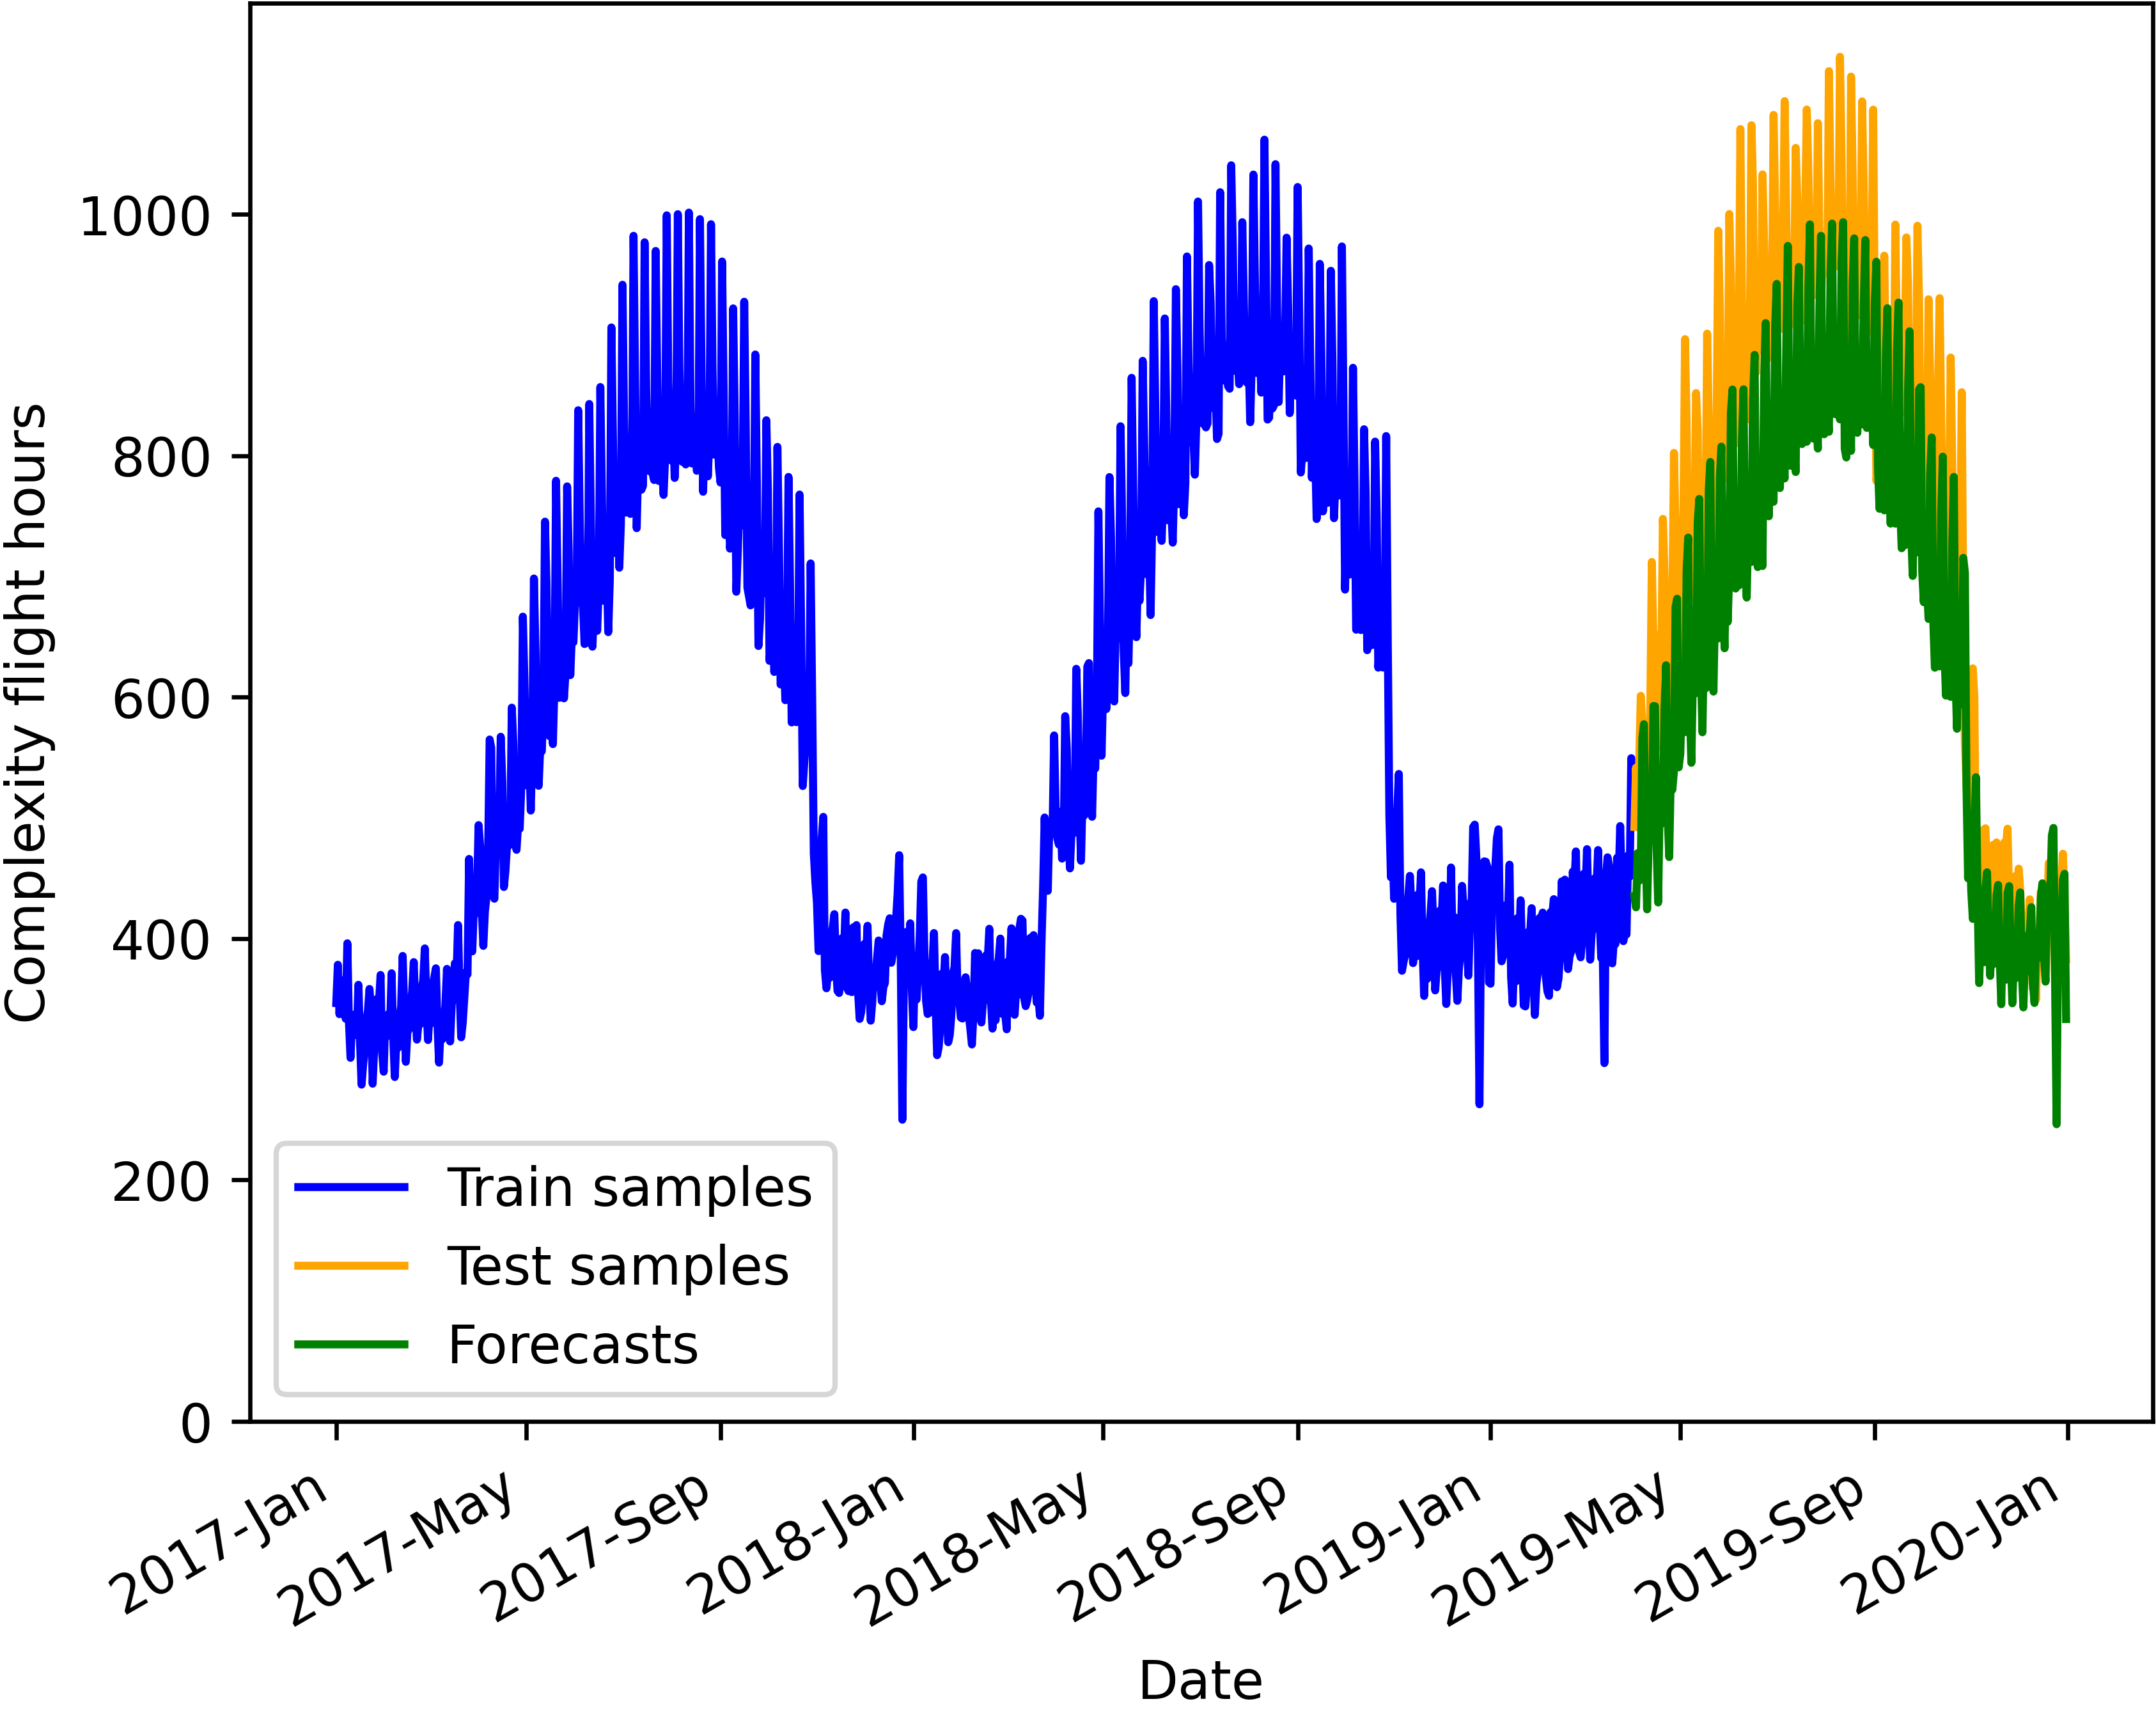 Complexity flight hours
1000
800
600
400
200
0
Train samples
Test samples
Forecasts
2017-Jan
2017-May
2017-Sep
2018-Jan
2018-May
2018-Sep
2019-Jan
2019-May
2019-Sep
2020-Jan
Date